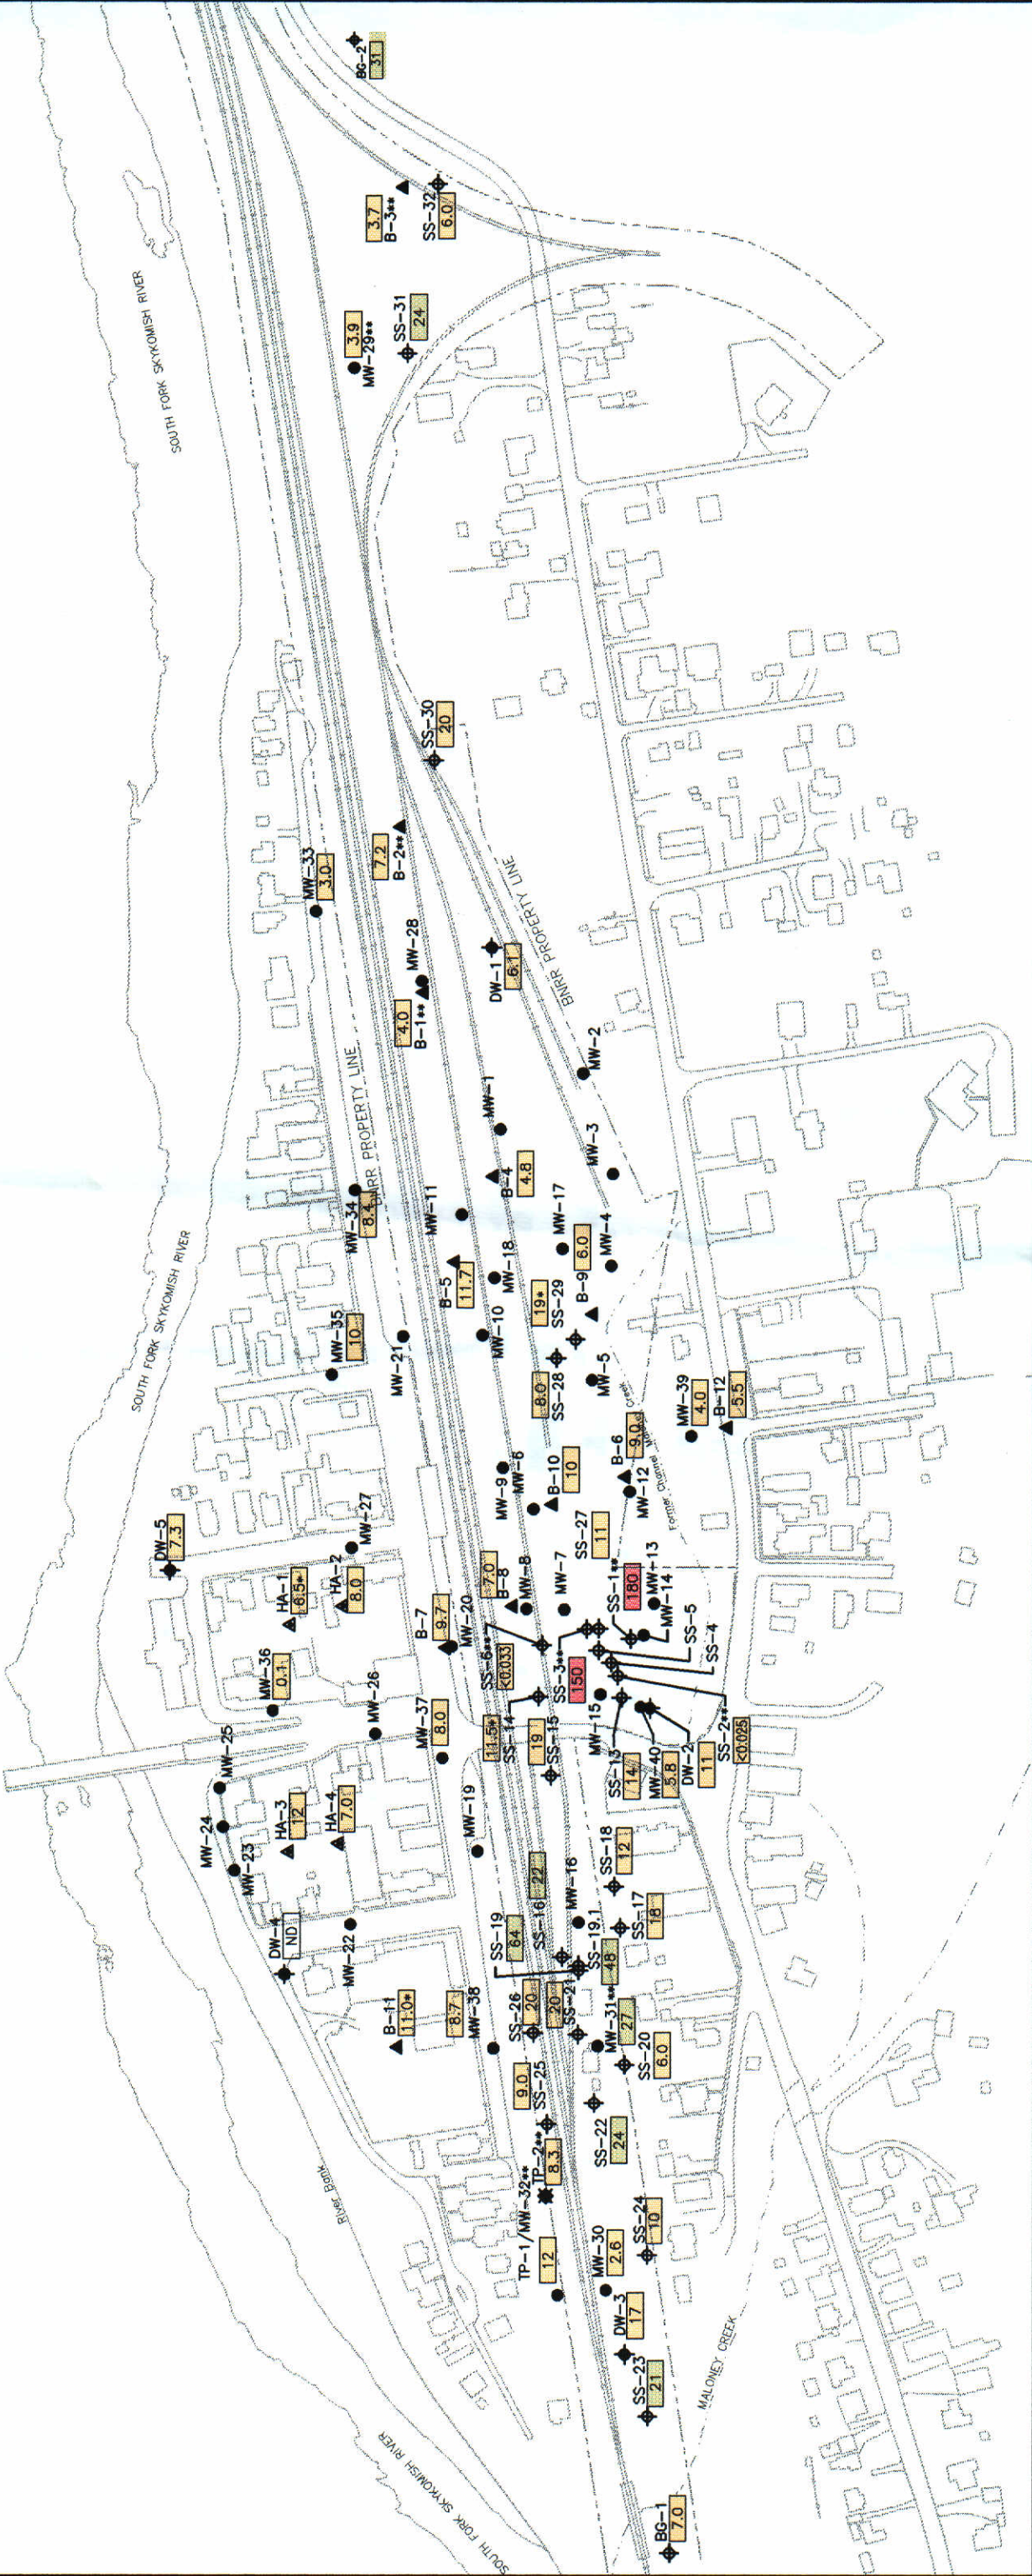 BG-2
31
3.7
B-3**
SS-32
6.0
SOUTH FORK SKYKOMISH RIVER
3.9
MW-29**
SS-31
24
SS-30
20
7.2
B-2**
MW-33
3.0
MW-28
4.0
B-1**
DW-1
6.1
BNRR PROPERTY LINE
BNRR PROPERTY LINE
MW-2
MW-1
MW-3
B-4
4.8
MW-34
8.4
MW-11
MW-17
MW-4
SOUTH FORK SKYKOMISH RIVER
B-5
11.7
MW-18
6.0
B-9
19*
SS-29
MW-10
MW-35
10
MW-21
8.0
SS-28
MW-5
MW-39
4.0
B-12
5.5
B-6
9.0
MW-12
MW-9
MW-6
B-10
10
DW-5
7.3
MW-27
SS-27
11
HA-1
6.5*
HA-2
8.0
7.0
B-8
MW-8
MW-7
SS-1**
180
MW-13
MW-14
B-7
9.7
MW-20
SS-5
SS-4
SS-6***
<0.033
SS-3***
150
MW-36
0.1
MW-26
MW-37
8.0
11.5*
SS-14
19
SS-15
MW-15
SS-13
14
MW-40
5.8
DW-2
11
SS-2***
<0.025
MW-25
MW-24
MW-23
HA-3
12
HA-4
7.0
MW-19
SS-18
12
22
SS-16
MW-16
SS-17
18
DW-4
ND
MW-22
SS-19
64
SS-19.1
48
B-11
11.0*
8.7
MW-38
SS-26
20
20
SS-21
MW-31**
27
SS-20
6.0
9.0
SS-25
SS-22
24
TP-2**
8.3
River Bank
TP-1/MW-32**
12
SS-24
10
MW-30
2.6
DW-3
17
SS-23
21
MALONEY CREEK
SOUTH FORK SKYKOMISH RIVER
BG-1
7.0